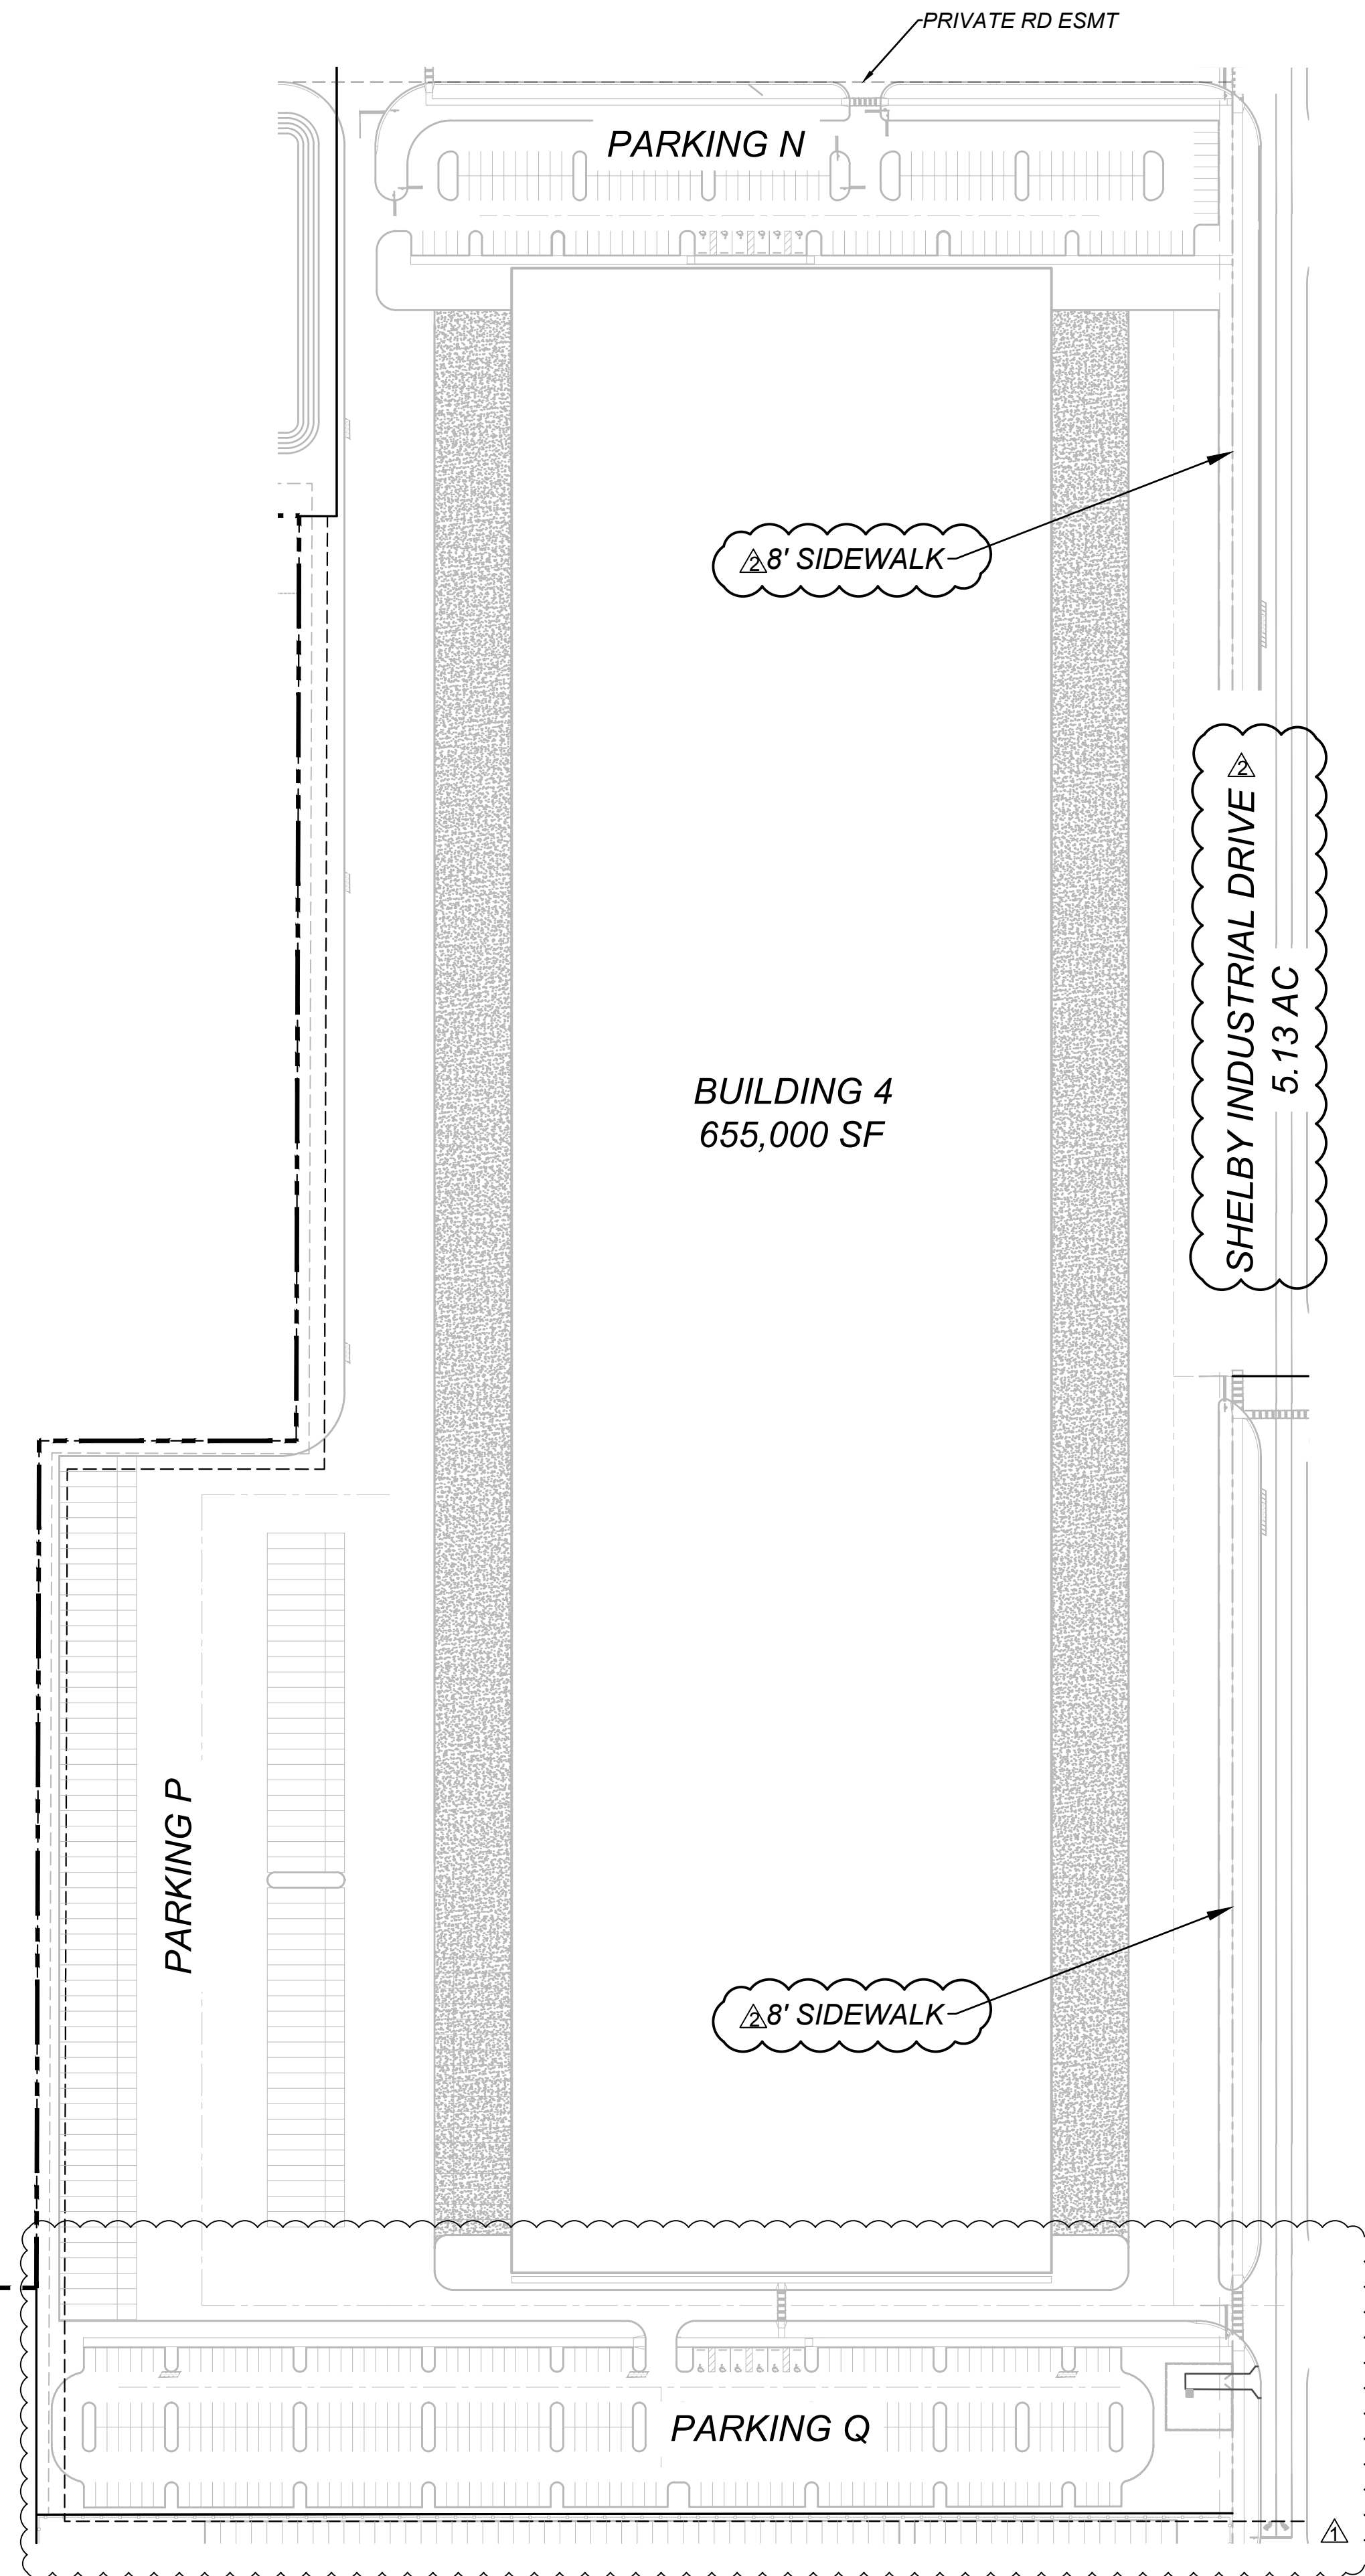 PRIVATE RD ESMT
PARKING N
2 8' SIDEWALK
SHELBY INDUSTRIAL DRIVE 2
5.13 AC
BUILDING 4
655,000 SF
PARKING P
2 8' SIDEWALK
PARKING Q
1